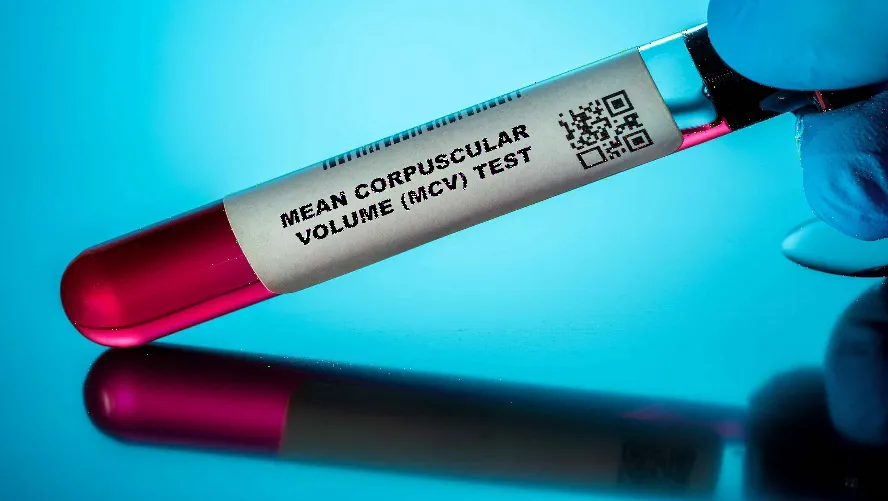 MEAN CORPUSCULAR
VOLUME (MCV) TEST